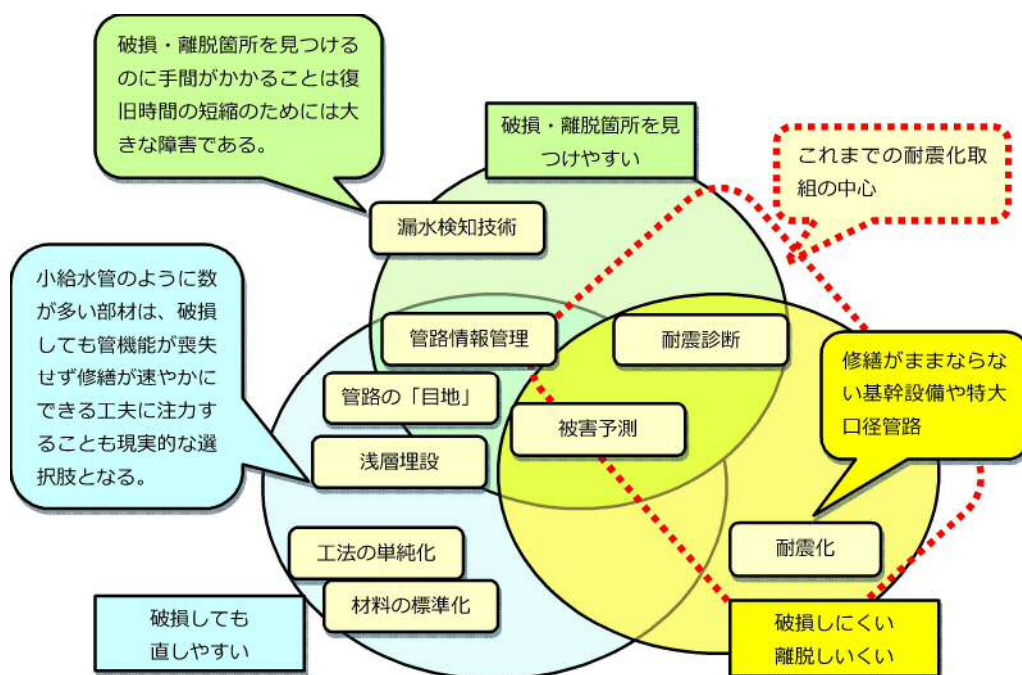 破損・離脱箇所を見つける
のに手間がかかることは復
旧時間の短縮のためには大
きな障害である。
破損・離脱箇所を見
つけやすい
これまでの耐震化取
組の中心
漏水検知技術
小給水管のように数
が多い部材は、破損
しても管機能が喪失
せず修繕が速やかに
できる工夫に注力す
ることも現実的な選
択肢となる。
管路情報管理
耐震診断
修繕がままならな
い基幹設備や特大
口径管路
管路の「目地」
被害予測
浅層埋設
工法の単純化
耐震化
材料の標準化
破損しても
直しやすい
破損しにくい
離脱しいくい